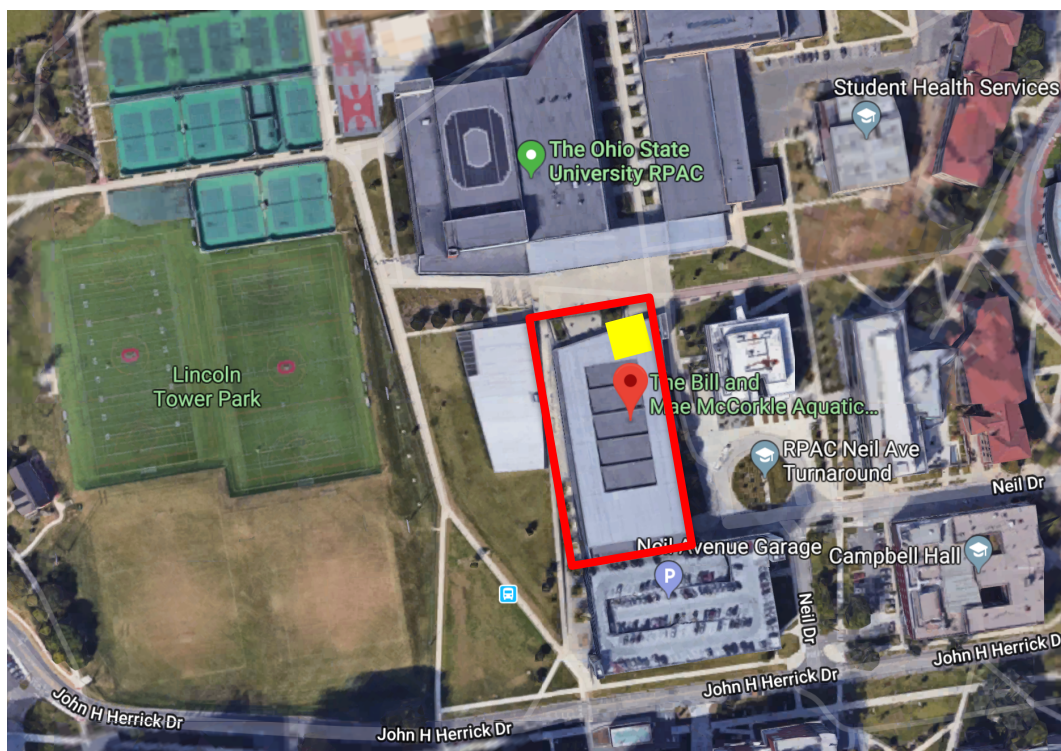 Student Health Services
The Ohio State
University RPAC
Lincoln
Tower Park
The Bill and
Mae McCorkle Aquatic...
RPAC Neil Ave
Turnaround
Neil Dr
Neil Avenue Garage
P
Campbell Hall
Neil Dr
John H Herrick D
John H Herrick Dr
John H Herrick Dr
John H Herrick Dr